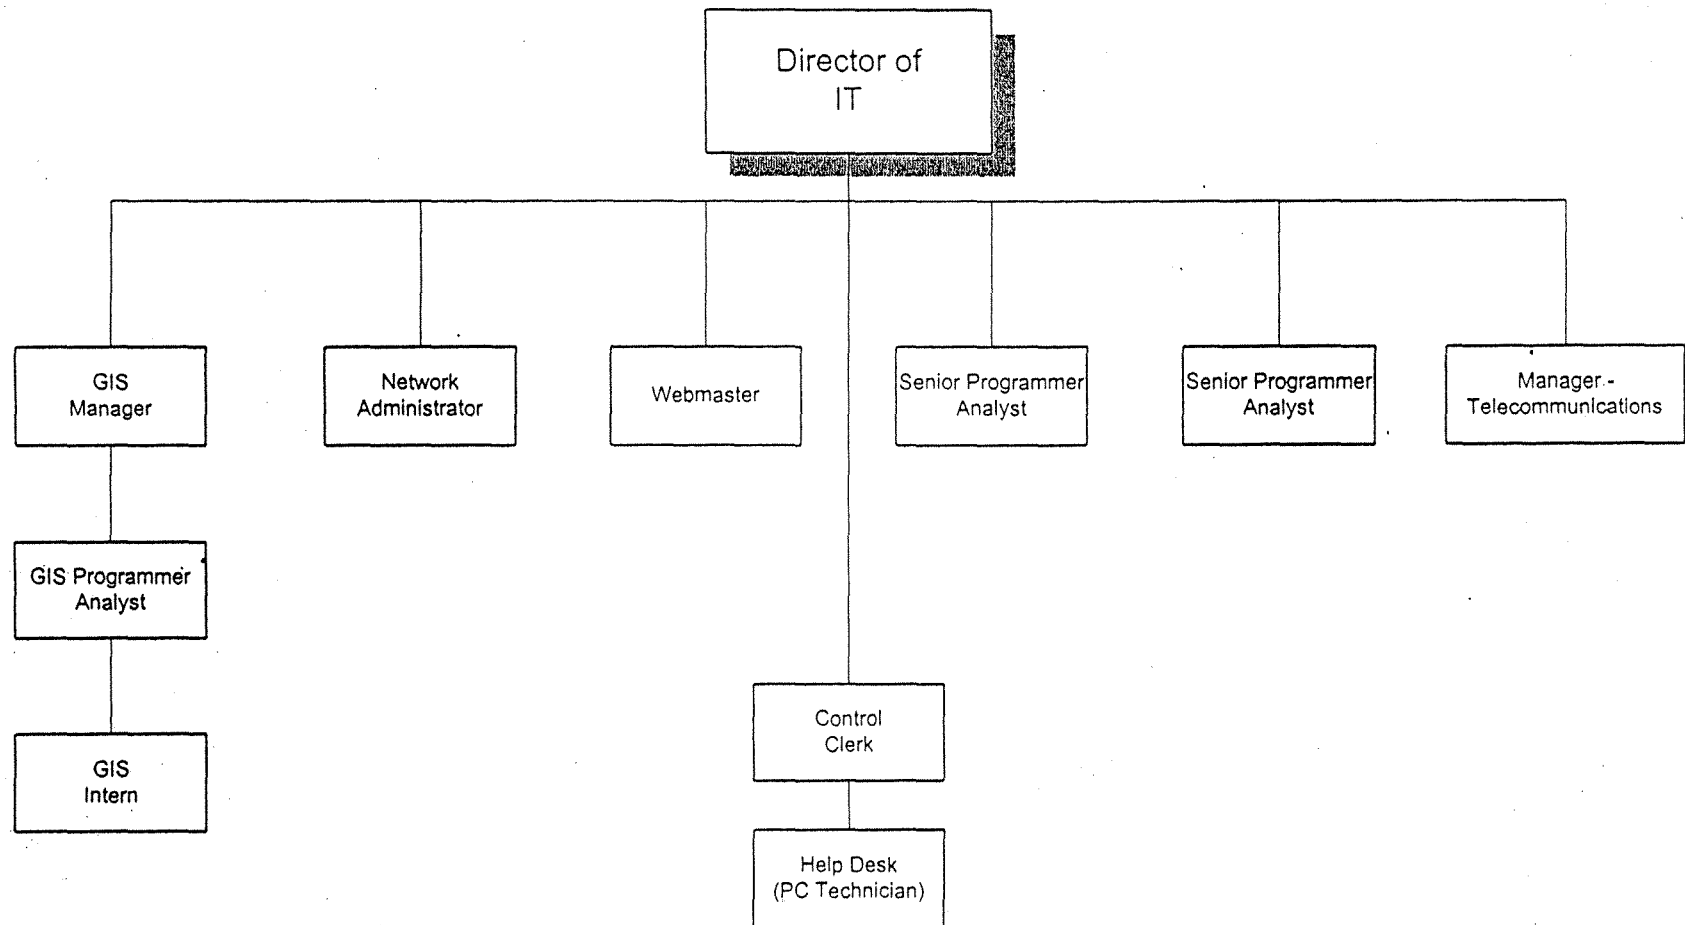 Director of
IT
GIS
Manager
Network
Administrator
Webmaster
Senior Programmer
Analyst
Senior Programmer
Analyst
Manager -
Telecommunications
GIS Programmer
Analyst
GIS
Intern
Control
Clerk
Help Desk
(PC Technician)